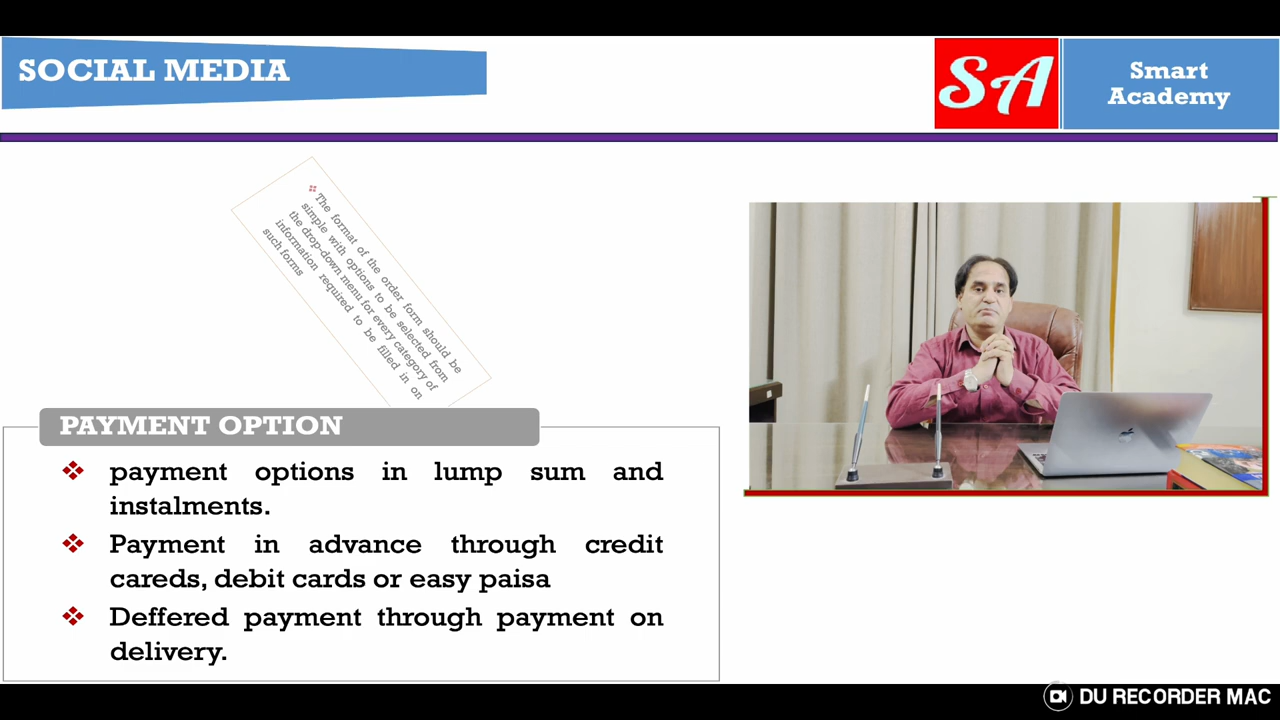 SOCIAL MEDIA
SA
Smart
Academy
❖ The format of the order form should be
simple with options to be selected from
the drop-down menu for every category of
information required to be filled in on
such forms
PAYMENT OPTION
❖ payment options in lump sum and
instalments.
❖ Payment in advance through credit
careds, debit cards or easy paisa
❖ Deffered payment through payment on
delivery.
DU RECORDER MAC